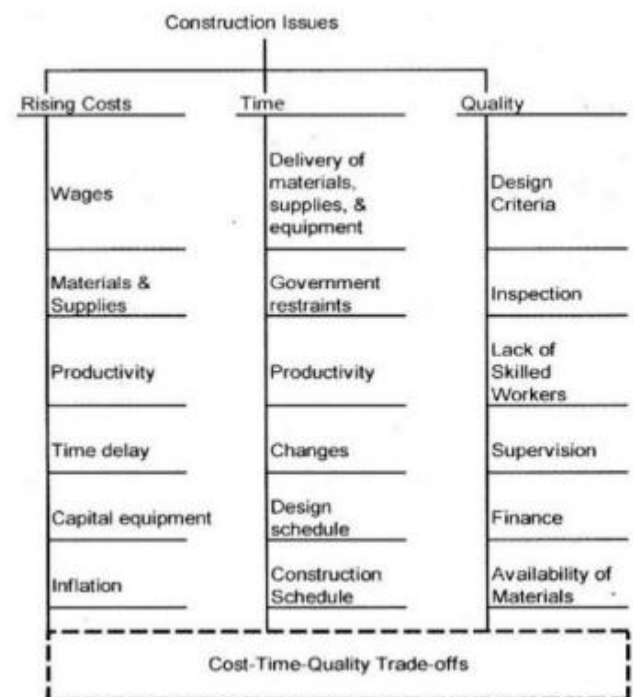 Construction Issues
Rising Costs
Wages
Materials &
Supplies
Productivity
Time delay
Capital equipment
Inflation
Time
Delivery of
materials,
supplies, &
equipment
Government
restraints
Productivity
Changes
Design
schedule
Construction
Schedule
Quality
Design
Criteria
Inspection
Lack of
Skilled
Workers
Supervision
Finance
Availability of
Materials
Cost-Time-Quality Trade-offs